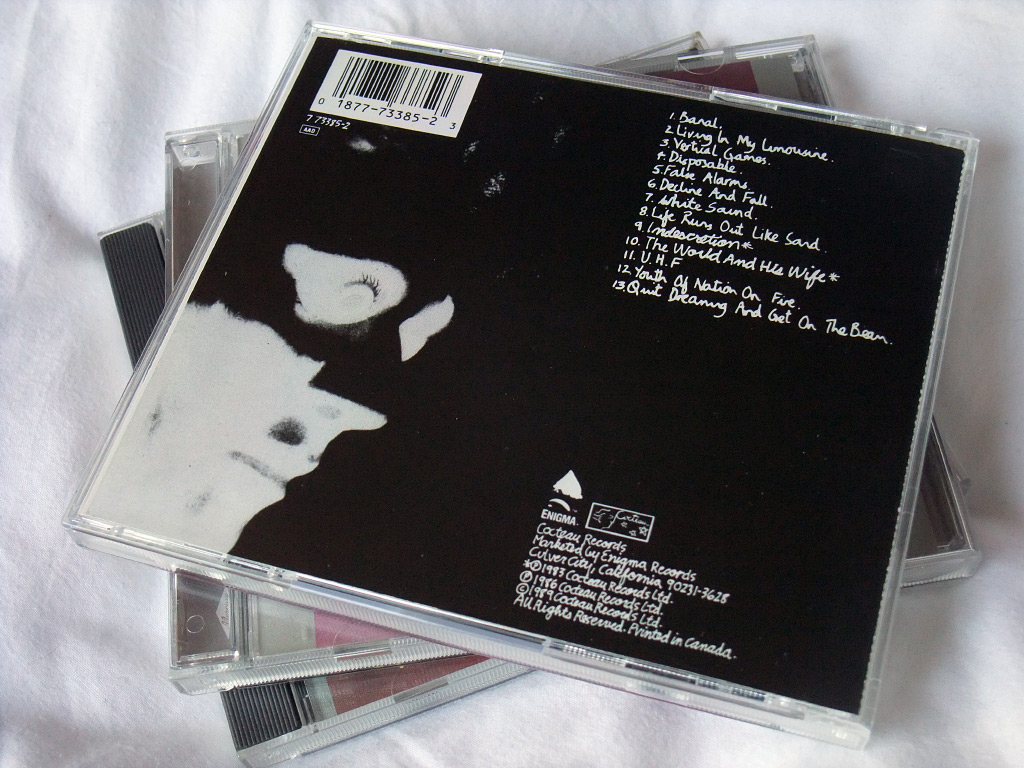 0 1877-73385-2 3
7 73385-2
AAD
1. Banal.
2. Living In My Limousine.
3. Vertical Games.
4. Disposable.
5. False Alarms.
6. Decline And Fall.
7. White Sound.
8. Life Runs Out Like Sand.
9. Indescretion*
10. The World And His Wife*
11. U.H.F
12. Youth Of Nation On Fire.
13. Quit Dreaming And Get On The Beam.
ENIGMA
Cocteau
Cocteau Records
Marketed by Enigma Records
Culver City, California 90231-3628
*℗ 1987 Cocteau Records Ltd.
℗ 1986 Cocteau Records Ltd.
© 1989 Cocteau Records Ltd.
All Rights Reserved. Printed in Canada.